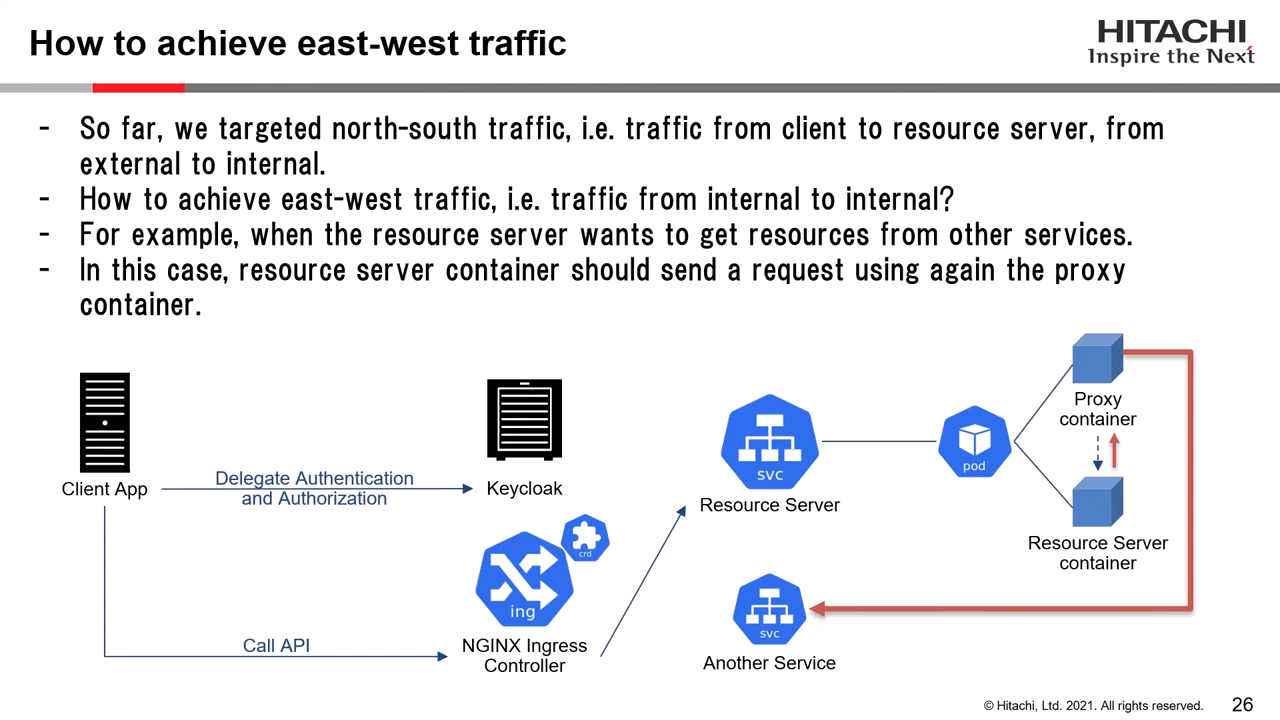 How to achieve east-west traffic
HITACHI
Inspire the Next
- So far, we targeted north-south traffic, i.e. traffic from client to resource server, from
external to internal.
- How to achieve east-west traffic, i.e. traffic from internal to internal?
- For example, when the resource server wants to get resources from other services.
- In this case, resource server container should send a request using again the proxy
container.
Proxy
container
pod
svc
Delegate Authentication
and Authorization
Client App
Keycloak
Resource Server
Resource Server
container
crd
ing
svc
Call API
NGINX Ingress
Controller
Another Service
© Hitachi, Ltd. 2021. All rights reserved.
26